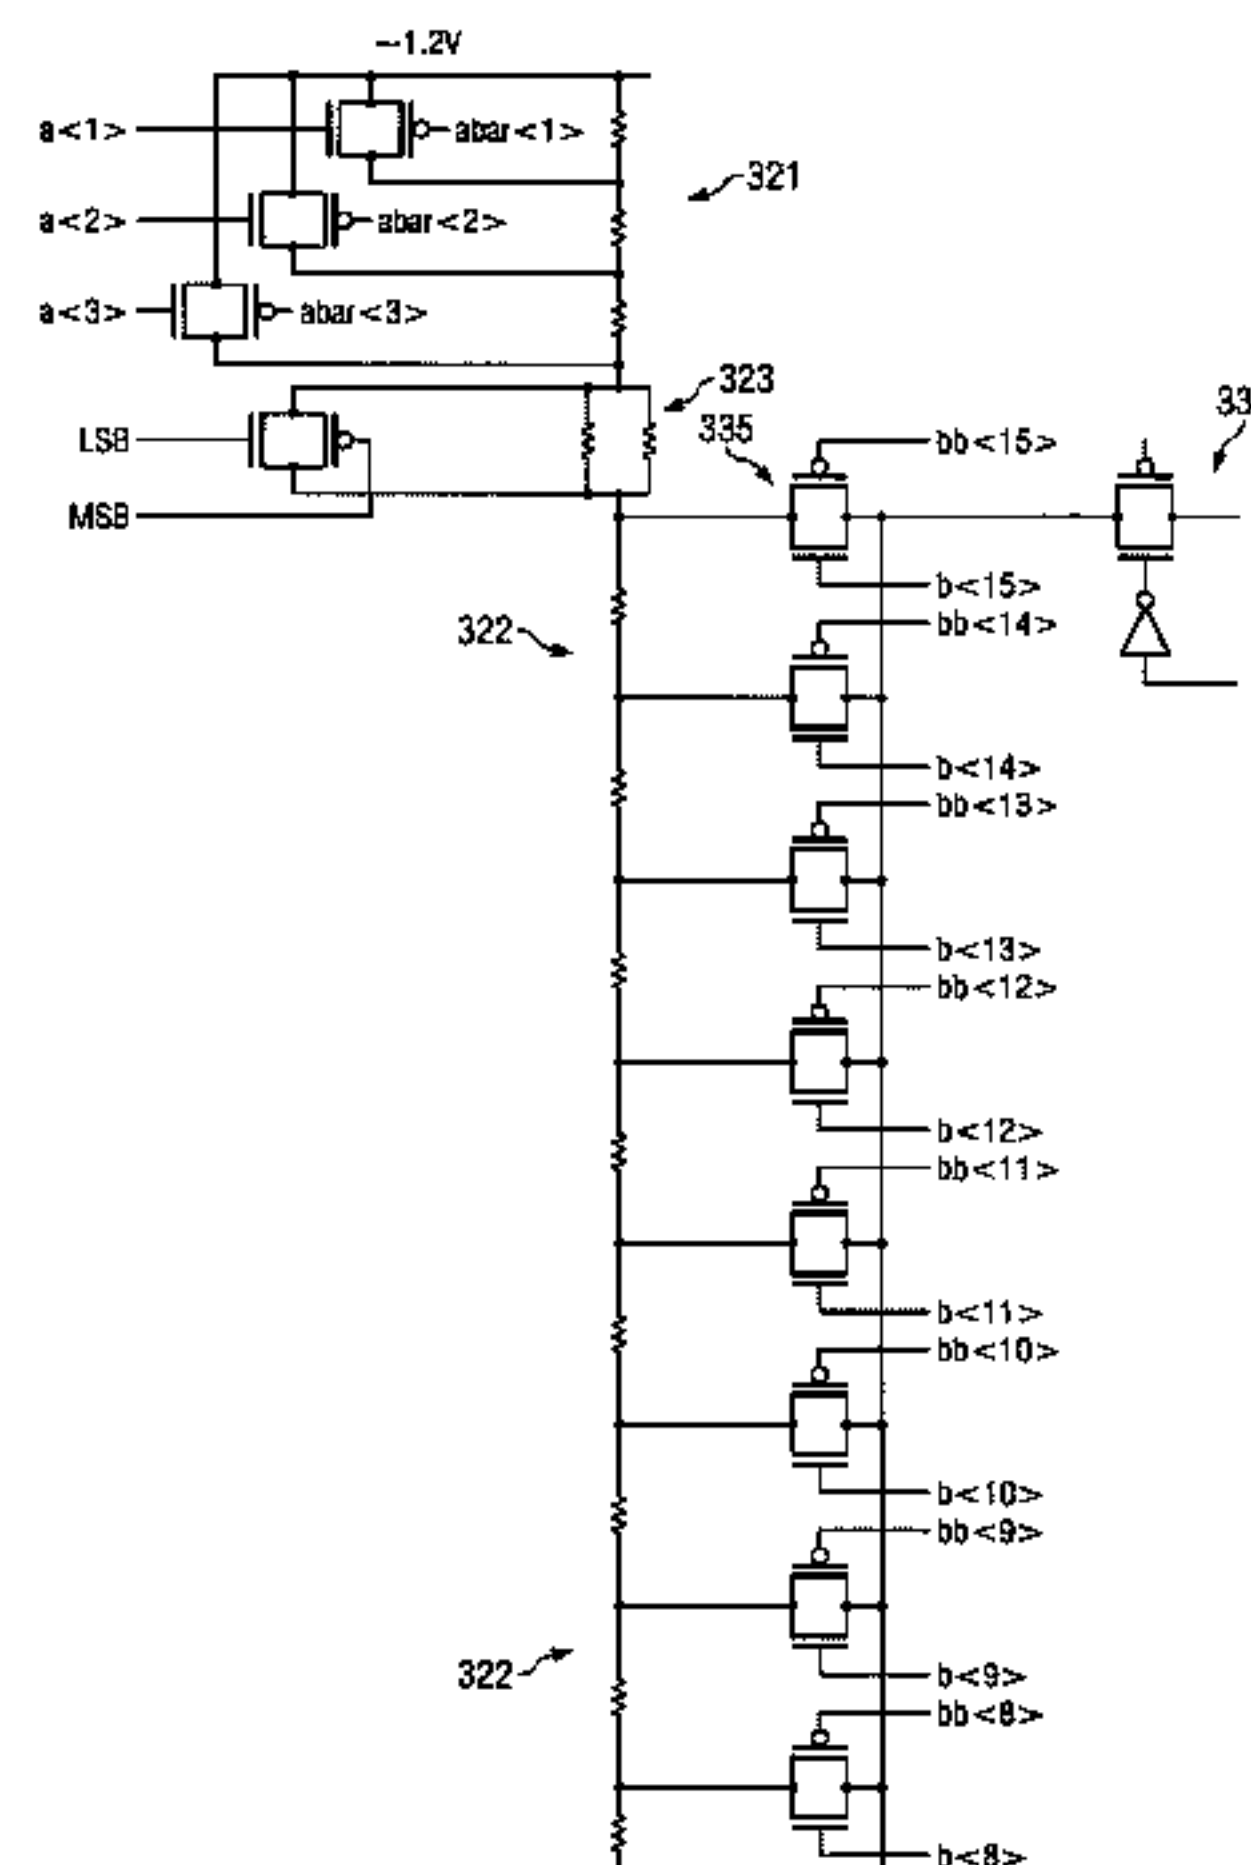 ~1.2V
a<1> abar<1>
321
a<2> abar<2>
a<3> abar<3>
323
335
33
LSB
bb<15>
MSB
b<15>
322
bb<14>
b<14>
bb<13>
b<13>
bb<12>
b<12>
bb<11>
b<11>
bb<10>
b<10>
bb<9>
322
b<9>
bb<8>
b<8>